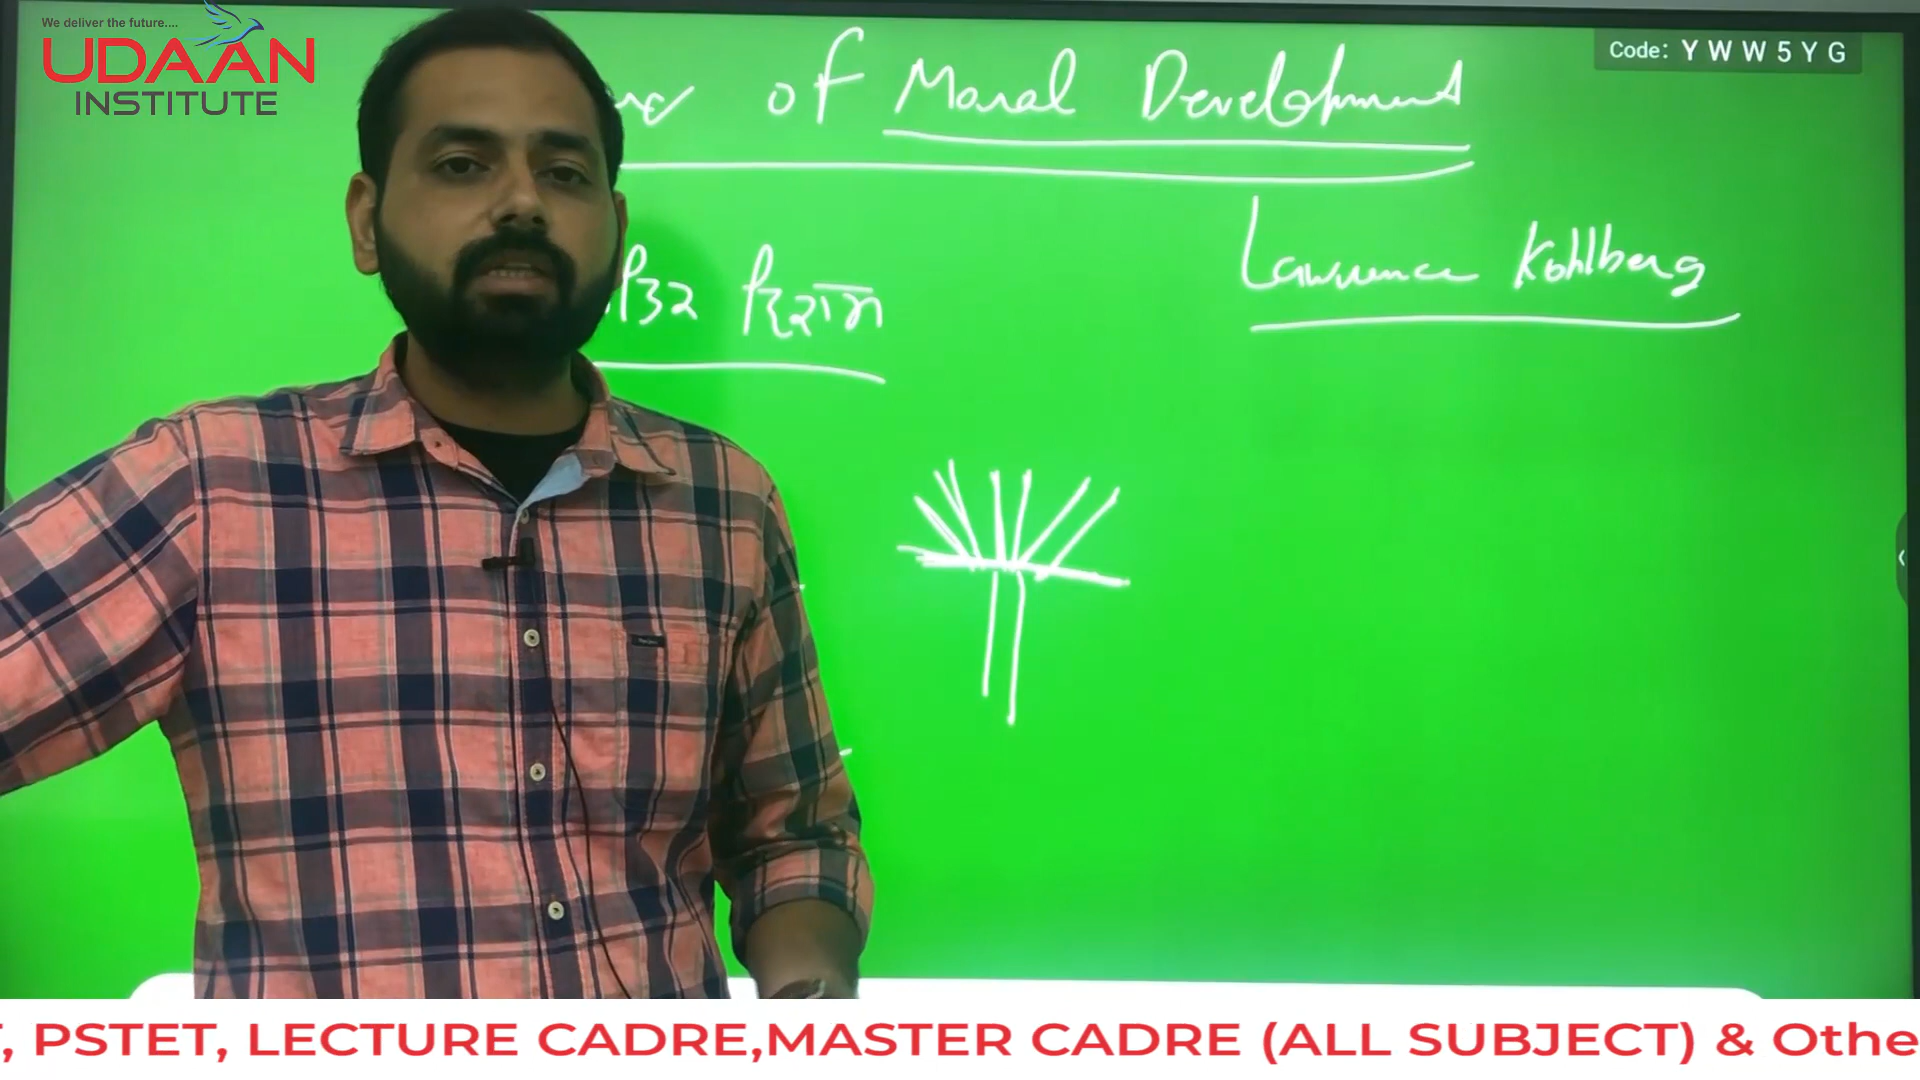 We deliver the future....
UDAAN
INSTITUTE
of Moral Development
Code: YWW5YG
Lawrence Kohlberg
, PSTET, LECTURE CADRE,MASTER CADRE (ALL SUBJECT) & Othe